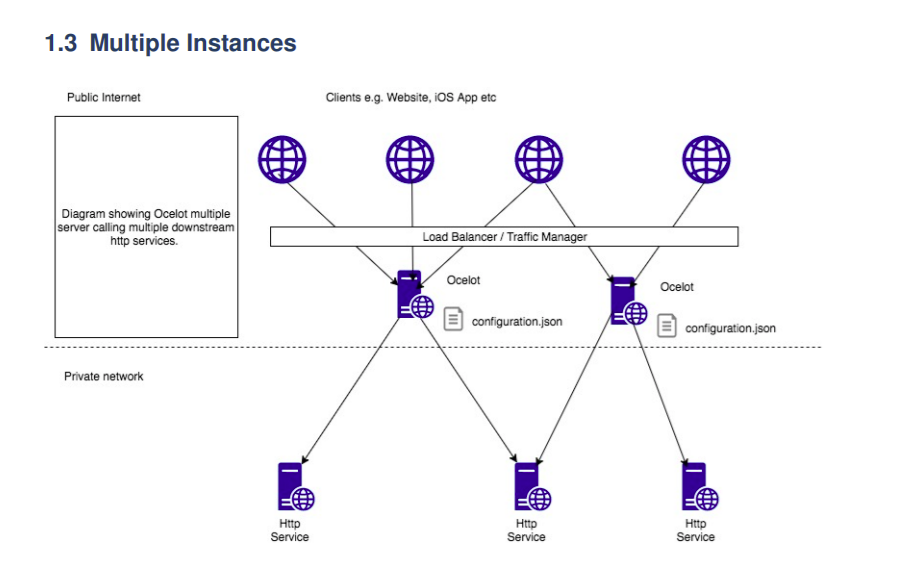 1.3 Multiple Instances
Public Internet
Clients e.g. Website, iOS App etc
Diagram showing Ocelot multiple
server calling multiple downstream
http services.
Load Balancer / Traffic Manager
Ocelot
configuration.json
Ocelot
configuration.json
Private network
Http
Service
Http
Service
Http
Service